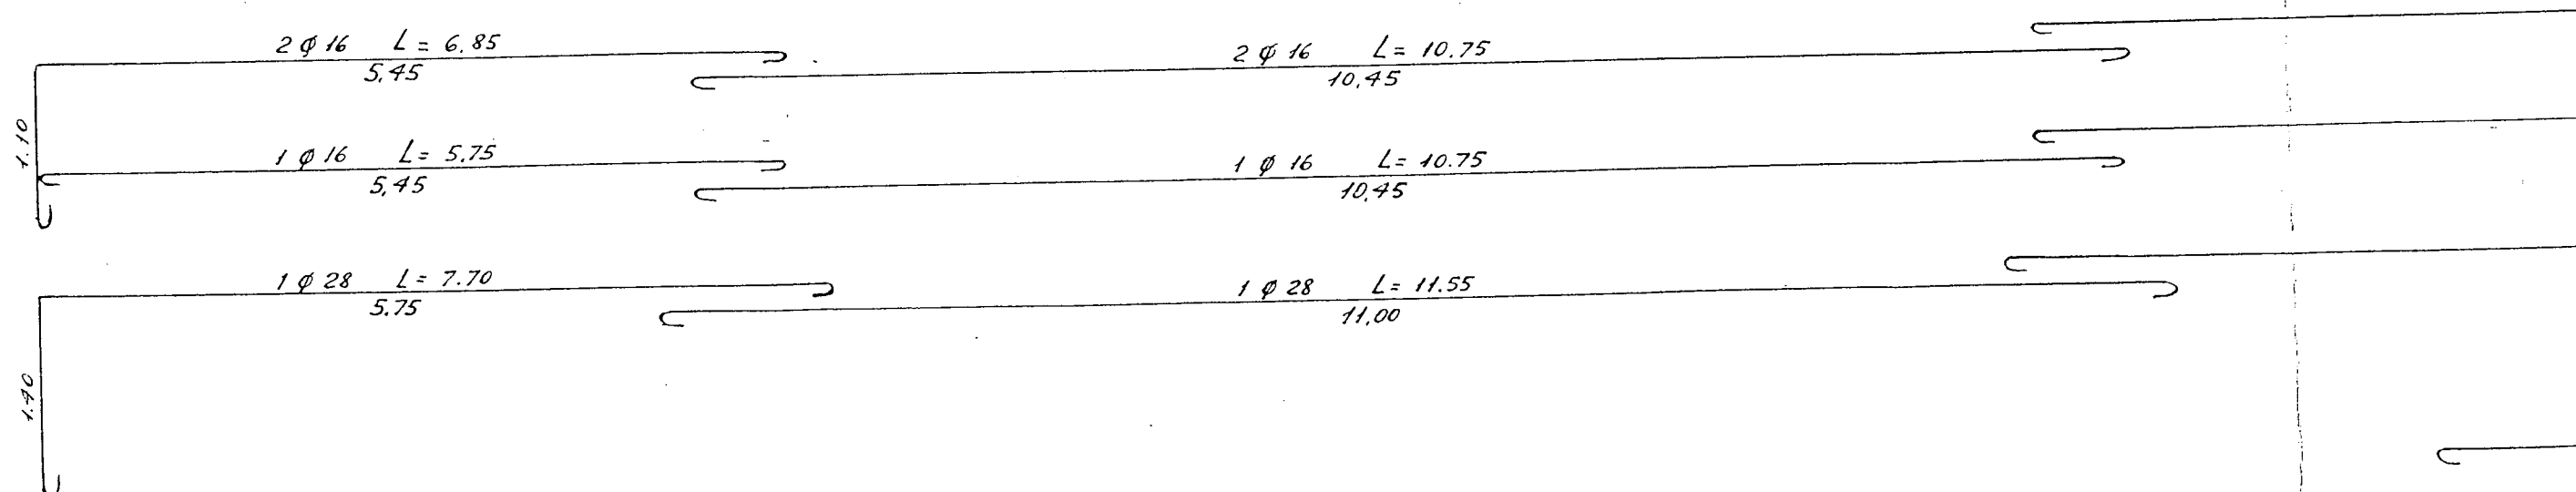 2 φ 16 L = 6.85
5,45
2 φ 16 L = 10.75
10,45
1.10
1 φ 16 L = 5.75
5,45
1 φ 16 L = 10.75
10,45
1 φ 28 L = 7.70
5.75
1 φ 28 L = 11.55
11,00
1.40